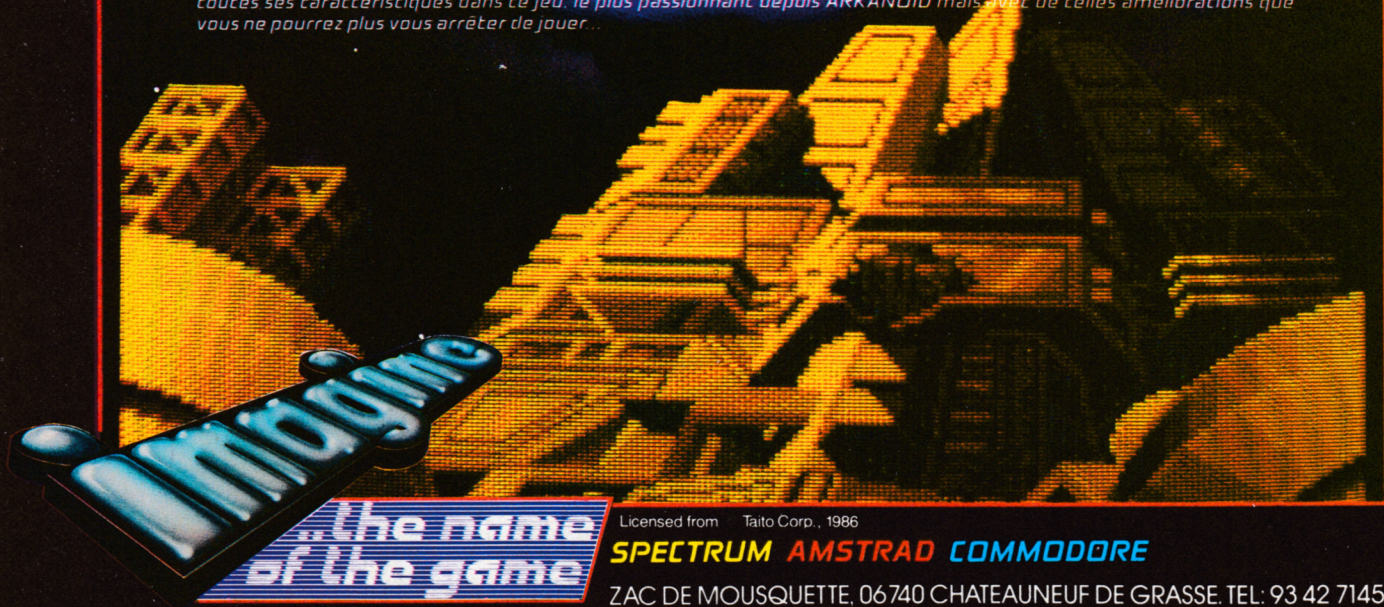 toutes ses caractéristiques dans ce jeu. le plus passionnant depuis ARKANOID mais avec de telles améliorations que
vous ne pourrez plus vous arrêter de jouer...
imagine
...the name
of the game
Licensed from Taito Corp., 1986
SPECTRUM AMSTRAD COMMODORE
ZAC DE MOUSQUETTE, 06740 CHATEAUNEUF DE GRASSE. TEL: 93 42 7145